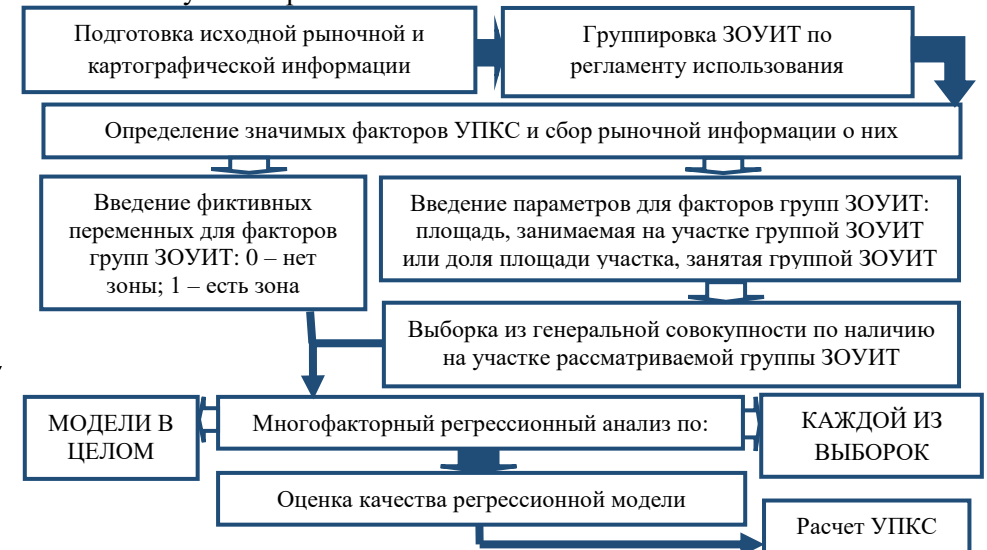 Подготовка исходной рыночной и
картографической информации
Группировка ЗОУИТ по
регламенту использования
Определение значимых факторов УПКС и сбор рыночной информации о них
Введение фиктивных
переменных для факторов
групп ЗОУИТ: 0 – нет
зоны; 1 – есть зона
Введение параметров для факторов групп ЗОУИТ:
площадь, занимаемая на участке группой ЗОУИТ
или доля площади участка, занятая группой ЗОУИТ
Выборка из генеральной совокупности по наличию
на участке рассматриваемой группы ЗОУИТ
МОДЕЛИ В
ЦЕЛОМ
Многофакторный регрессионный анализ по:
КАЖДОЙ ИЗ
ВЫБОРОК
Оценка качества регрессионной модели
Расчет УПКС